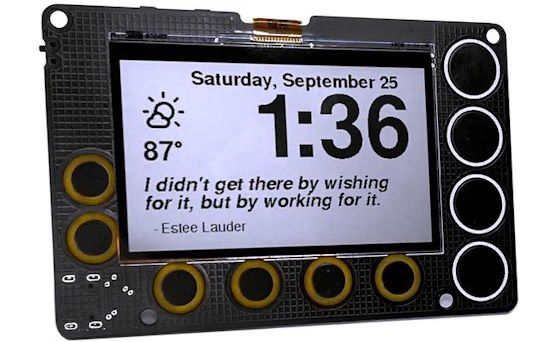 Saturday, September 25
1:36
87°
I didn't get there by wishing
for it, but by working for it.
- Estee Lauder